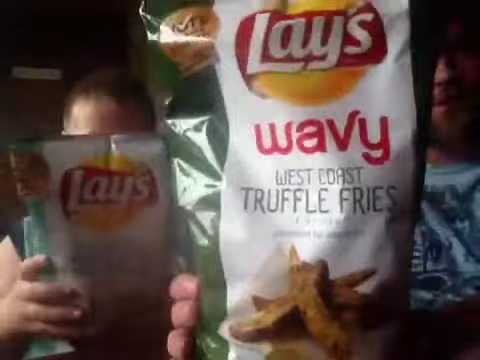 Lay's
wavy
WEST COAST
TRUFFLE FRIES
Lay's